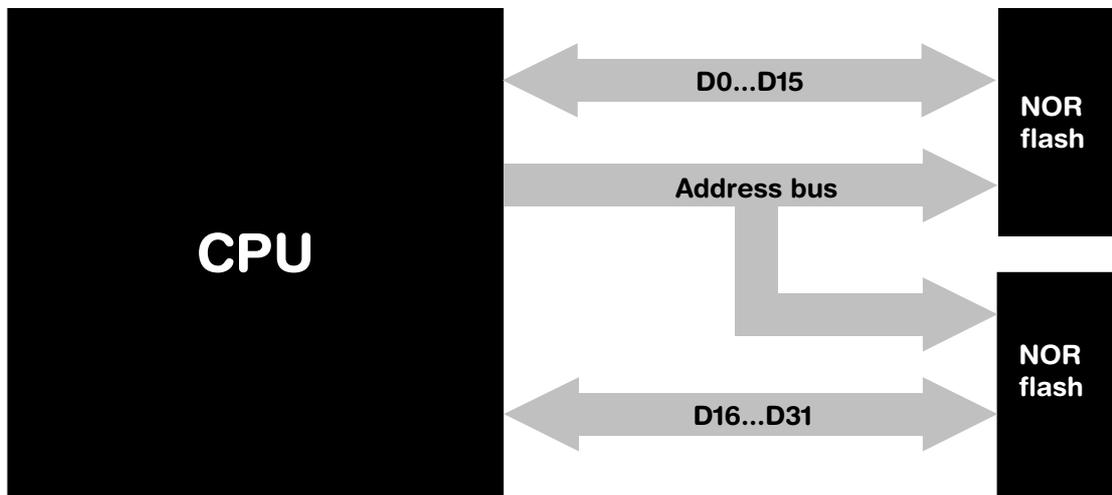 D0...D15
NOR
flash
Address bus
CPU
NOR
flash
D16...D31